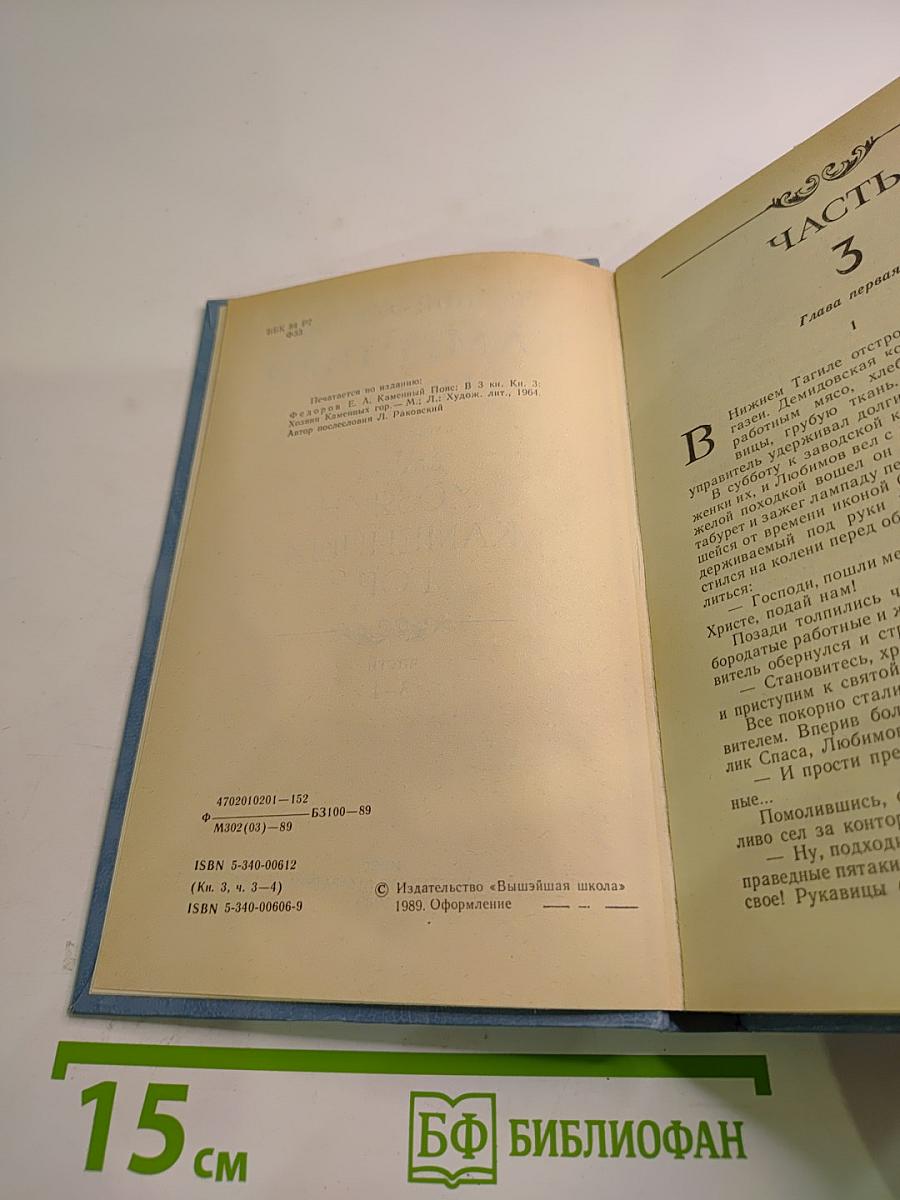 ББК 84 Р7
Ф33
Печатается по изданию:
Федоров Е. А. Каменный Пояс: В 3 кн. Кн. 3:
Хозяин Каменных гор. — М.; Л.: Худож. лит., 1964.
Автор послесловия Л. Раковский
4702010201—152
Ф
БЗ100—89
М302(03)—89
ISBN 5-340-00612
(Кн. 3, ч. 3—4)
ISBN 5-340-00606-9
© Издательство «Вышэйшая школа»
1989. Оформление
ЧАСТЬ
3
Глава первая
1
В Нижнем Тагиле отстро
газеи. Демидовская ко
работным мясо, хлеб
вицы, грубую ткань.
управитель удерживал долги
В субботу к заводской к
женки их, и Любимов вел с
желой походкой вошел он
табурет и зажег лампаду пе
шейся от времени иконой С
держиваемый под руки
стился на колени перед об
литься:
— Господи, пошли ме
Христе, подай нам!
Позади толпились ч
бородатые работные и ж
витель обернулся и стр
— Становитесь, хр
и приступим к святой
Все покорно стали
вителем. Вперив бол
лик Спаса, Любимов
— И прости пре
ные...
Помолившись, с
ливо сел за контор
— Ну, подходи
праведные пятаки
свое! Рукавицы
15 см
БФ БИБЛИОФАН